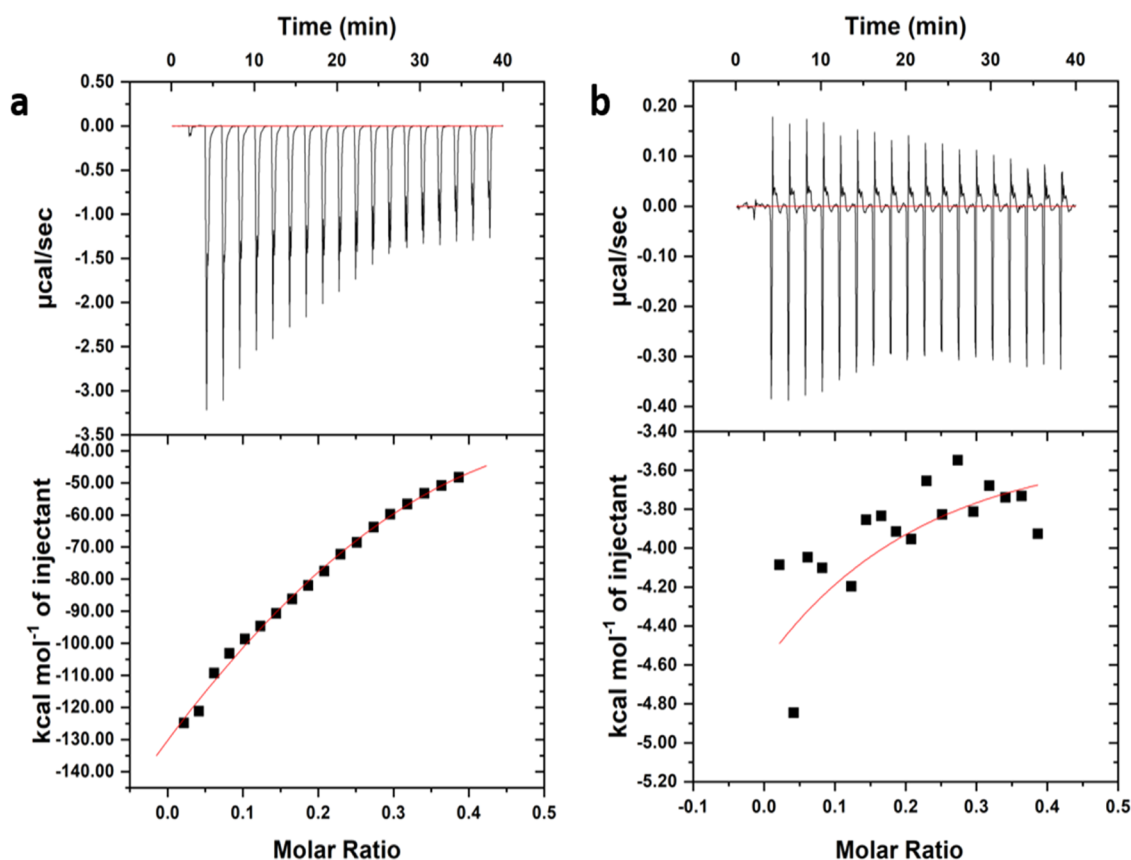 a
Time (min)
0 10 20 30 40
0.50
0.00
-0.50
-1.00
-1.50
-2.00
-2.50
-3.00
-3.50
µcal/sec
-40.00
-50.00
-60.00
-70.00
-80.00
-90.00
-100.00
-110.00
-120.00
-130.00
-140.00
kcal mol⁻¹ of injectant
0.0 0.1 0.2 0.3 0.4 0.5
Molar Ratio
b
Time (min)
0 10 20 30 40
0.20
0.10
0.00
-0.10
-0.20
-0.30
-0.40
µcal/sec
-3.40
-3.60
-3.80
-4.00
-4.20
-4.40
-4.60
-4.80
-5.00
-5.20
kcal mol⁻¹ of injectant
-0.1 0.0 0.1 0.2 0.3 0.4 0.5
Molar Ratio